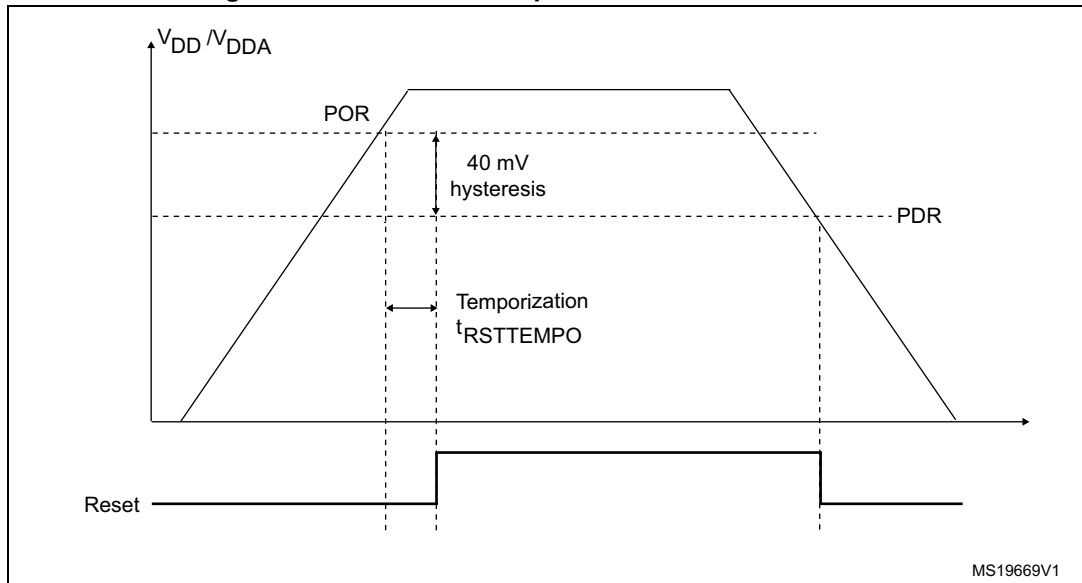 V_DD /V_DDA
POR
40 mV
hysteresis
PDR
Temporization
t_RSTTEMPO
Reset
MS19669V1